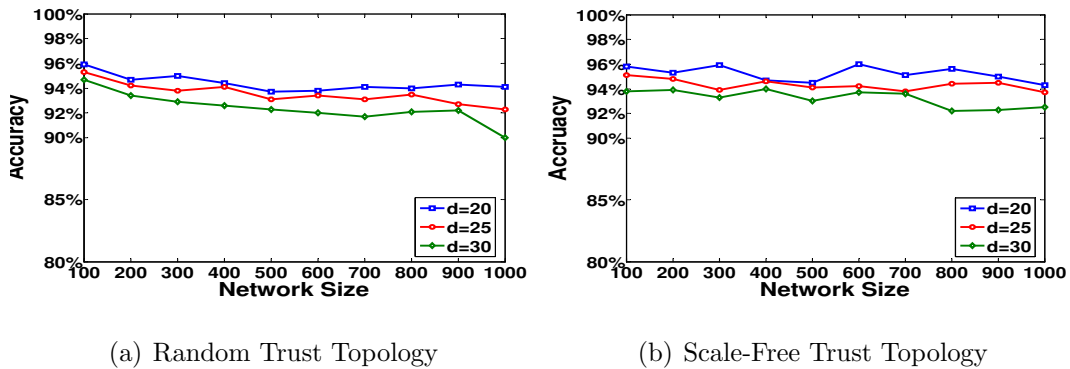 100%
98%
96%
94%
92%
90%
85%
80%
Accuracy
100 200 300 400 500 600 700 800 900 1000
Network Size
d=20
d=25
d=30
(a) Random Trust Topology
100%
98%
96%
94%
92%
90%
85%
80%
Accruacy
100 200 300 400 500 600 700 800 900 1000
Network Size
d=20
d=25
d=30
(b) Scale-Free Trust Topology